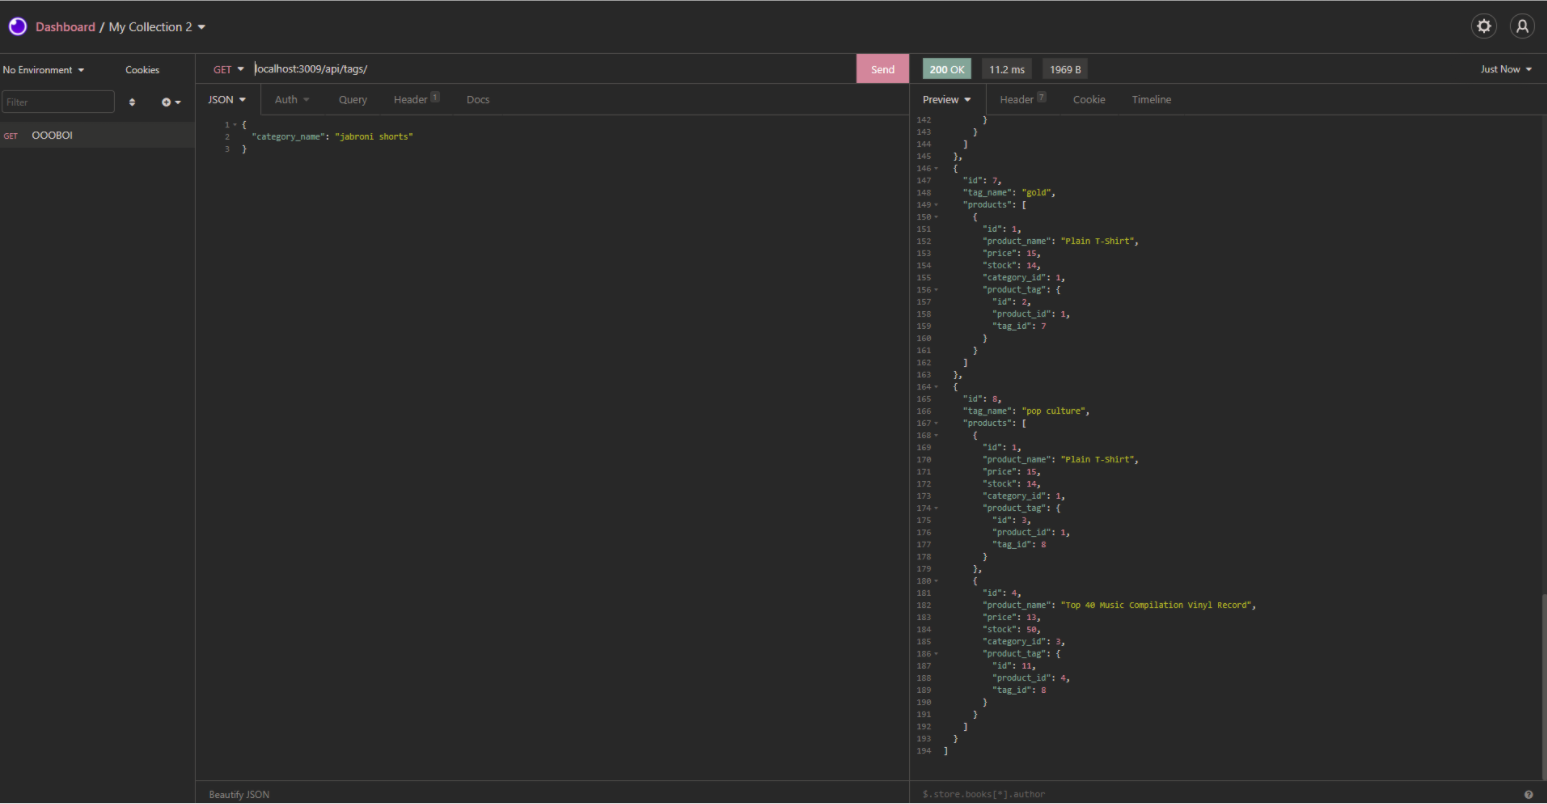 Dashboard / My Collection 2
No Environment Cookies
GET localhost:3009/api/tags/ Send
200 OK 11.2 ms 1969 B Just Now
Filter
JSON Auth Query Header 1 Docs
Preview Header 7 Cookie Timeline
GET OOOBOI
1 {
2 "category_name": "jabroni shorts"
3 }
142 }
143 }
144 ]
145 },
146 {
147 "id": 7,
148 "tag_name": "gold",
149 "products": [
150 {
151 "id": 1,
152 "product_name": "Plain T-Shirt",
153 "price": 15,
154 "stock": 14,
155 "category_id": 1,
156 "product_tag": {
157 "id": 2,
158 "product_id": 1,
159 "tag_id": 7
160 }
161 }
162 ]
163 },
164 {
165 "id": 8,
166 "tag_name": "pop culture",
167 "products": [
168 {
169 "id": 1,
170 "product_name": "Plain T-Shirt",
171 "price": 15,
172 "stock": 14,
173 "category_id": 1,
174 "product_tag": {
175 "id": 3,
176 "product_id": 1,
177 "tag_id": 8
178 }
179 },
180 {
181 "id": 4,
182 "product_name": "Top 40 Music Compilation Vinyl Record",
183 "price": 13,
184 "stock": 50,
185 "category_id": 3,
186 "product_tag": {
187 "id": 11,
188 "product_id": 4,
189 "tag_id": 8
190 }
191 }
192 ]
193 }
194 ]
Beautify JSON
$.store.books[*].author